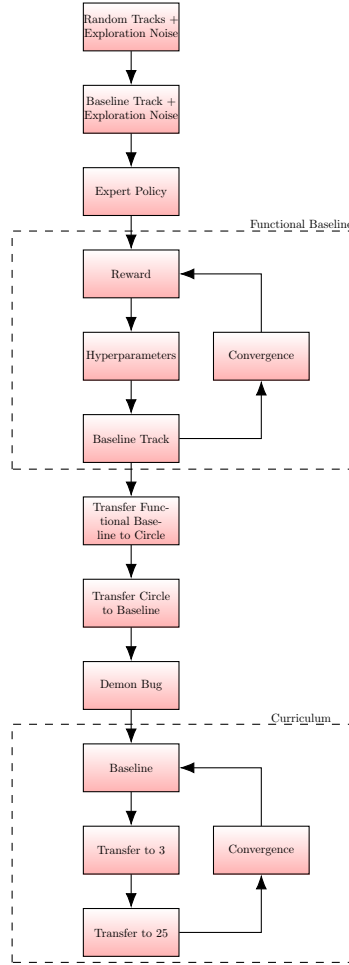 Random Tracks +
Exploration Noise
Baseline Track +
Exploration Noise
Expert Policy
Functional Baseline
Reward
Hyperparameters
Convergence
Baseline Track
Transfer Func-
tional Base-
line to Circle
Transfer Circle
to Baseline
Demon Bug
Curriculum
Baseline
Transfer to 3
Convergence
Transfer to 25